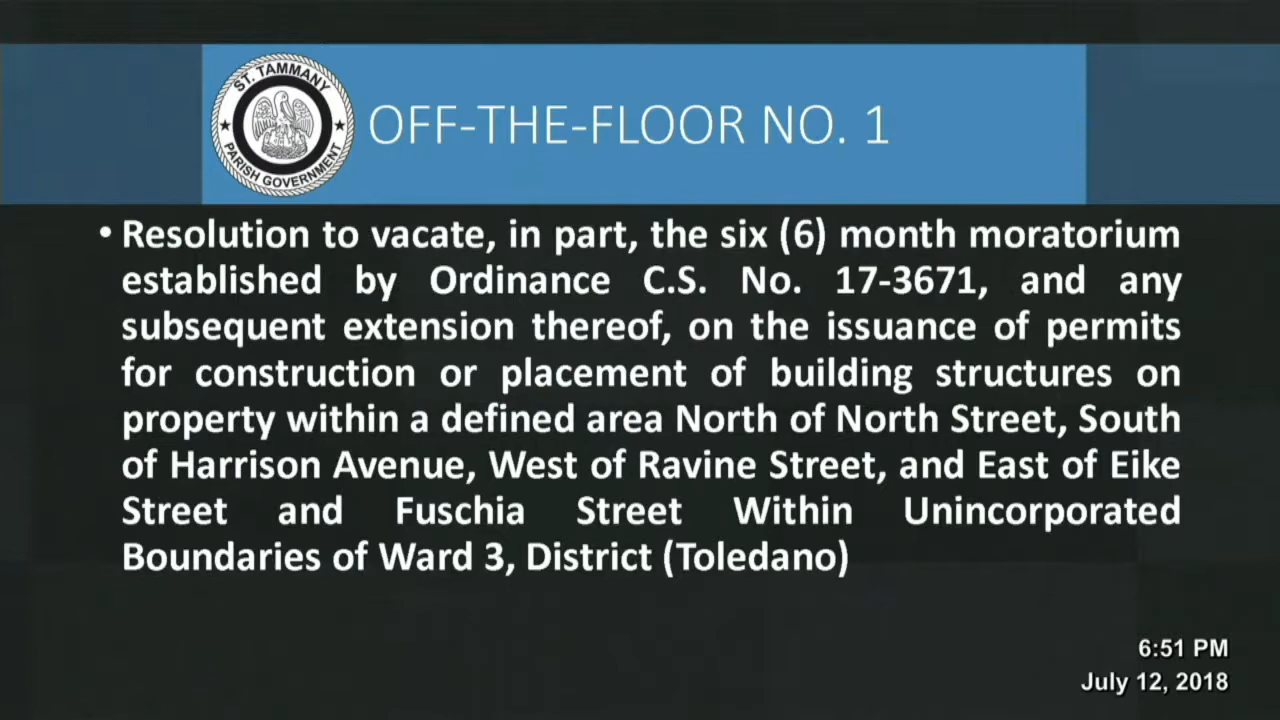 ST. TAMMANY
PARISH GOVERNMENT
OFF-THE-FLOOR NO. 1
• Resolution to vacate, in part, the six (6) month moratorium
established by Ordinance C.S. No. 17-3671, and any
subsequent extension thereof, on the issuance of permits
for construction or placement of building structures on
property within a defined area North of North Street, South
of Harrison Avenue, West of Ravine Street, and East of Eike
Street and Fuschia Street Within Unincorporated
Boundaries of Ward 3, District (Toledano)
6:51 PM
July 12, 2018